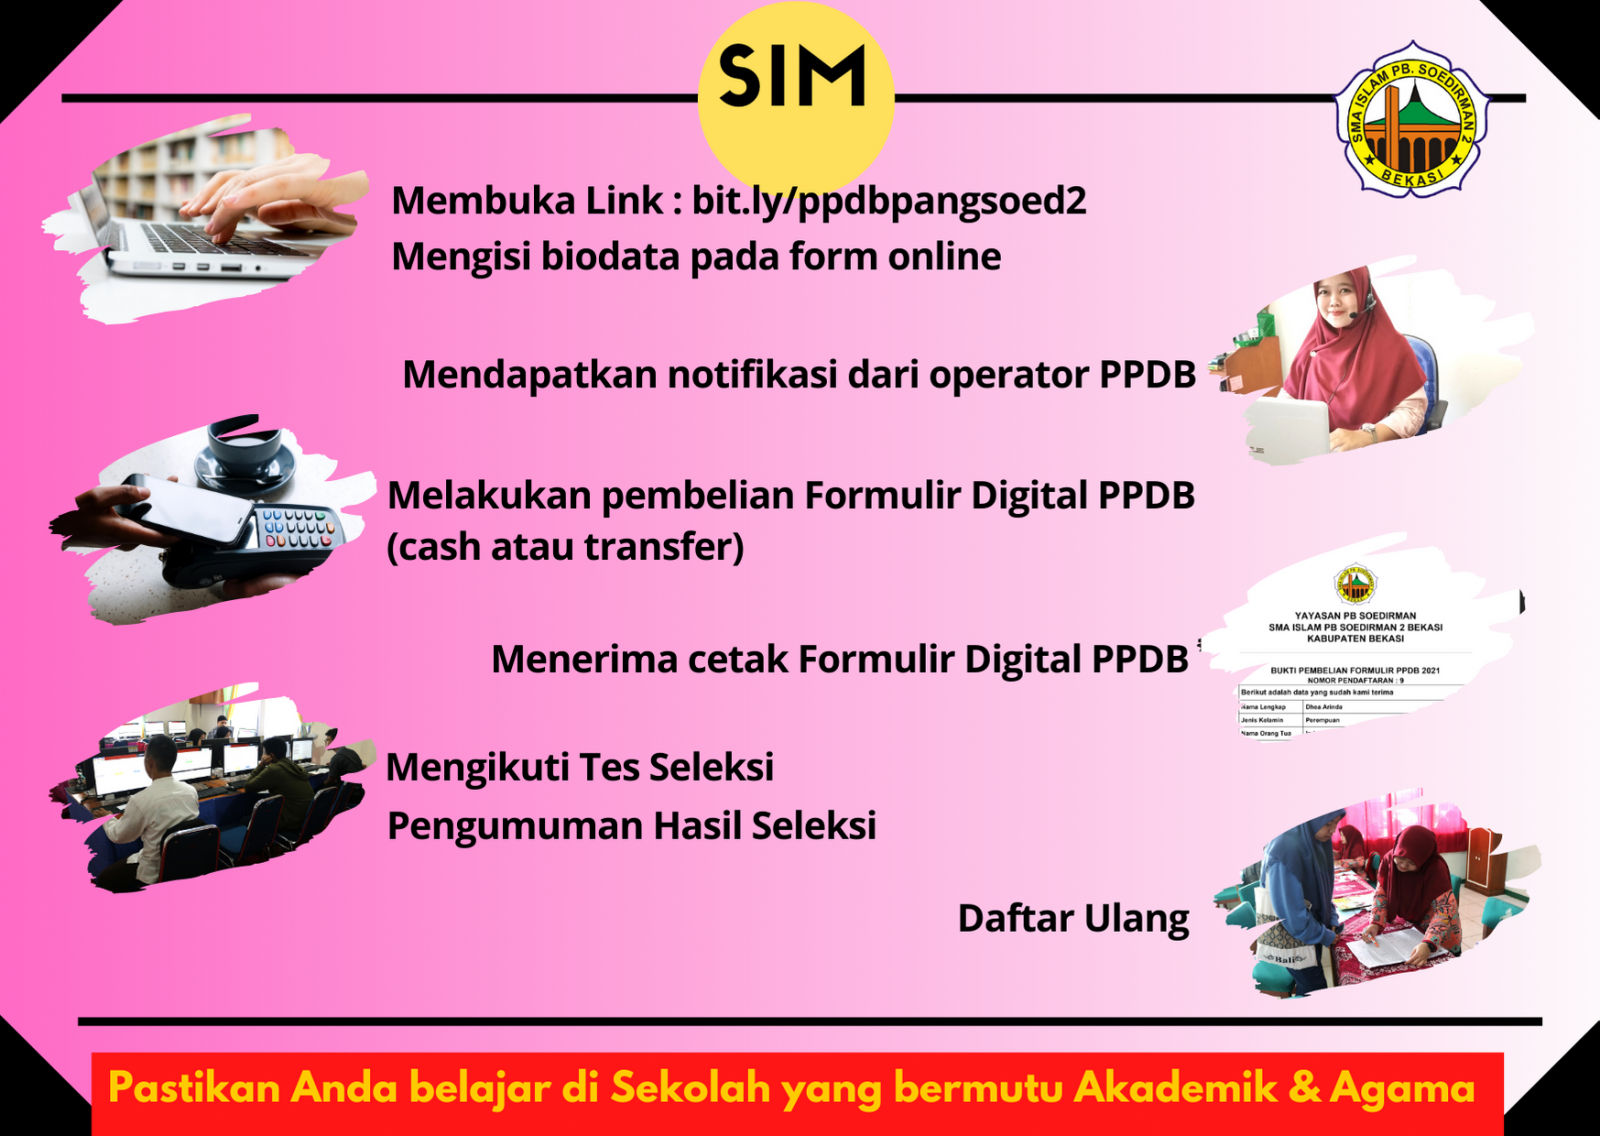 SIM
SMA ISLAM PB. SOEDIRMAN 2
BEKASI
Membuka Link : bit.ly/ppdbpangsoed2
Mengisi biodata pada form online
Mendapatkan notifikasi dari operator PPDB
Melakukan pembelian Formulir Digital PPDB
(cash atau transfer)
Menerima cetak Formulir Digital PPDB
YAYASAN PB SOEDIRMAN
SMA ISLAM PB SOEDIRMAN 2 BEKASI
KABUPATEN BEKASI
BUKTI PEMBELIAN FORMULIR PPDB 2021
NOMOR PENDAFTARAN : 9
Berikut adalah data yang sudah kami terima
Nama Lengkap Dhea Arinda
Jenis Kelamin Perempuan
Nama Orang Tua
Mengikuti Tes Seleksi
Pengumuman Hasil Seleksi
Daftar Ulang
Bali
Pastikan Anda belajar di Sekolah yang bermutu Akademik & Agama